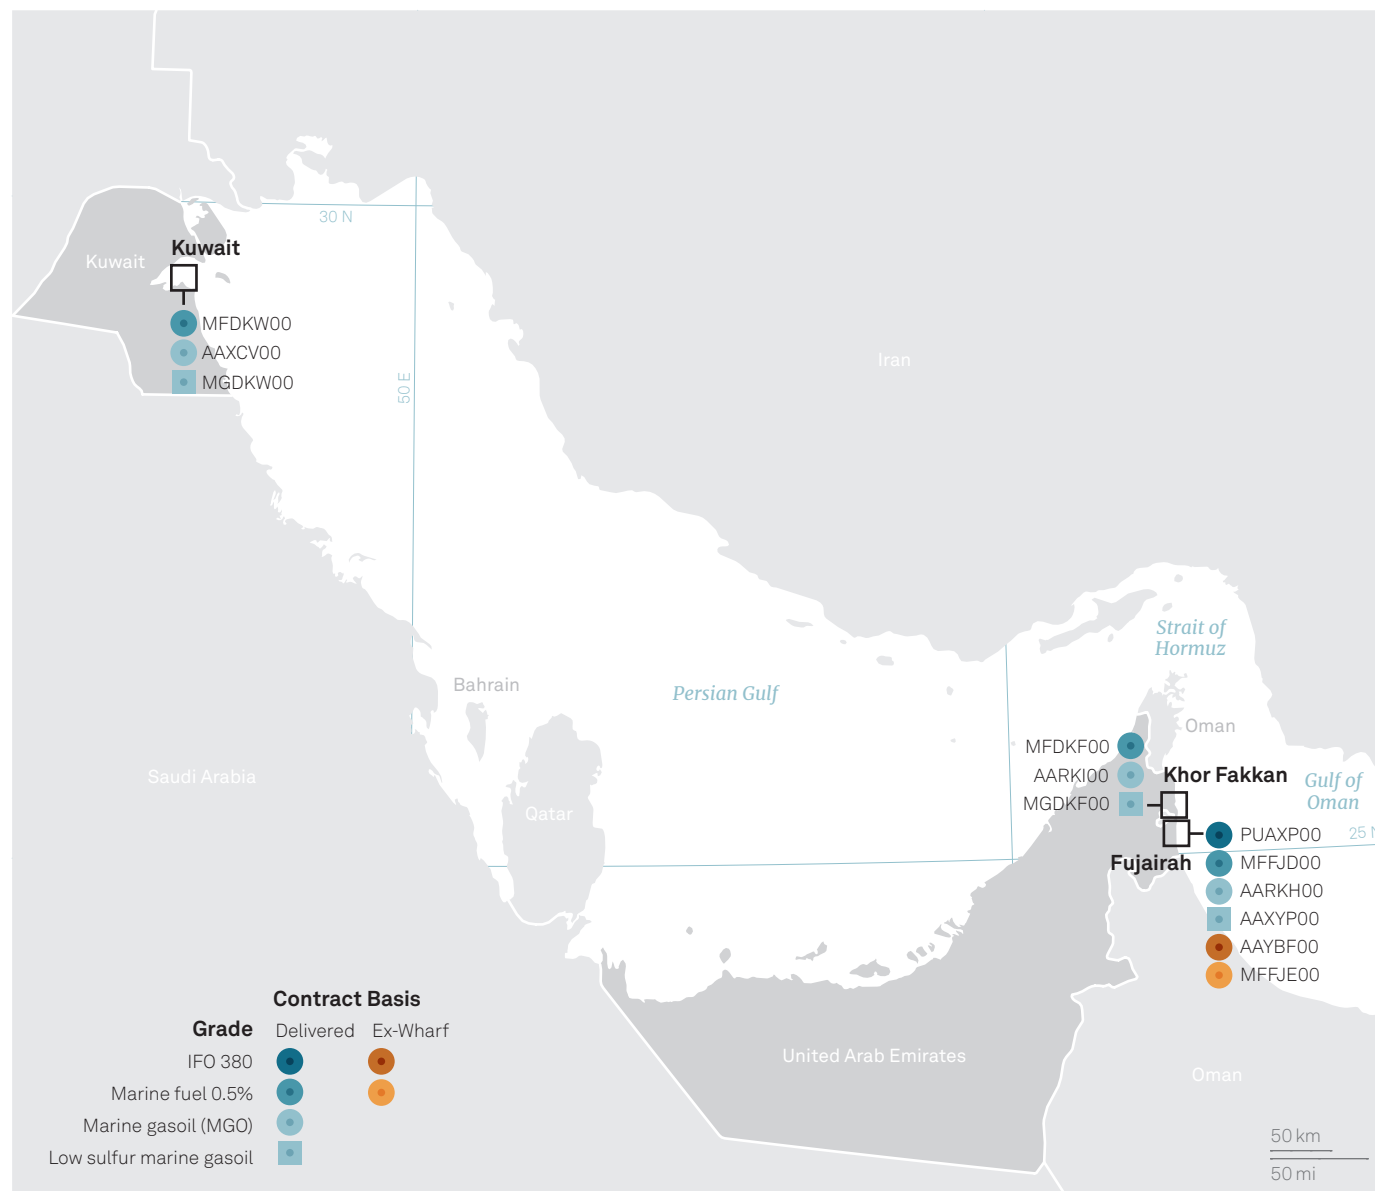 30 N
Kuwait
Kuwait
MFDKW00
AAXCV00
MGDKW00
50 E
Iran
Strait of
Hormuz
Bahrain
Persian Gulf
Oman
Saudi Arabia
Qatar
MFDKF00
AARKI00
MGDKF00
Khor Fakkan
Gulf of
Oman
25 N
Fujairah
PUAXP00
MFFJD00
AARKH00
AAXYP00
AAYBF00
MFFJE00
Contract Basis
Grade Delivered Ex-Wharf
IFO 380
Marine fuel 0.5%
Marine gasoil (MGO)
Low sulfur marine gasoil
United Arab Emirates
Oman
50 km
50 mi